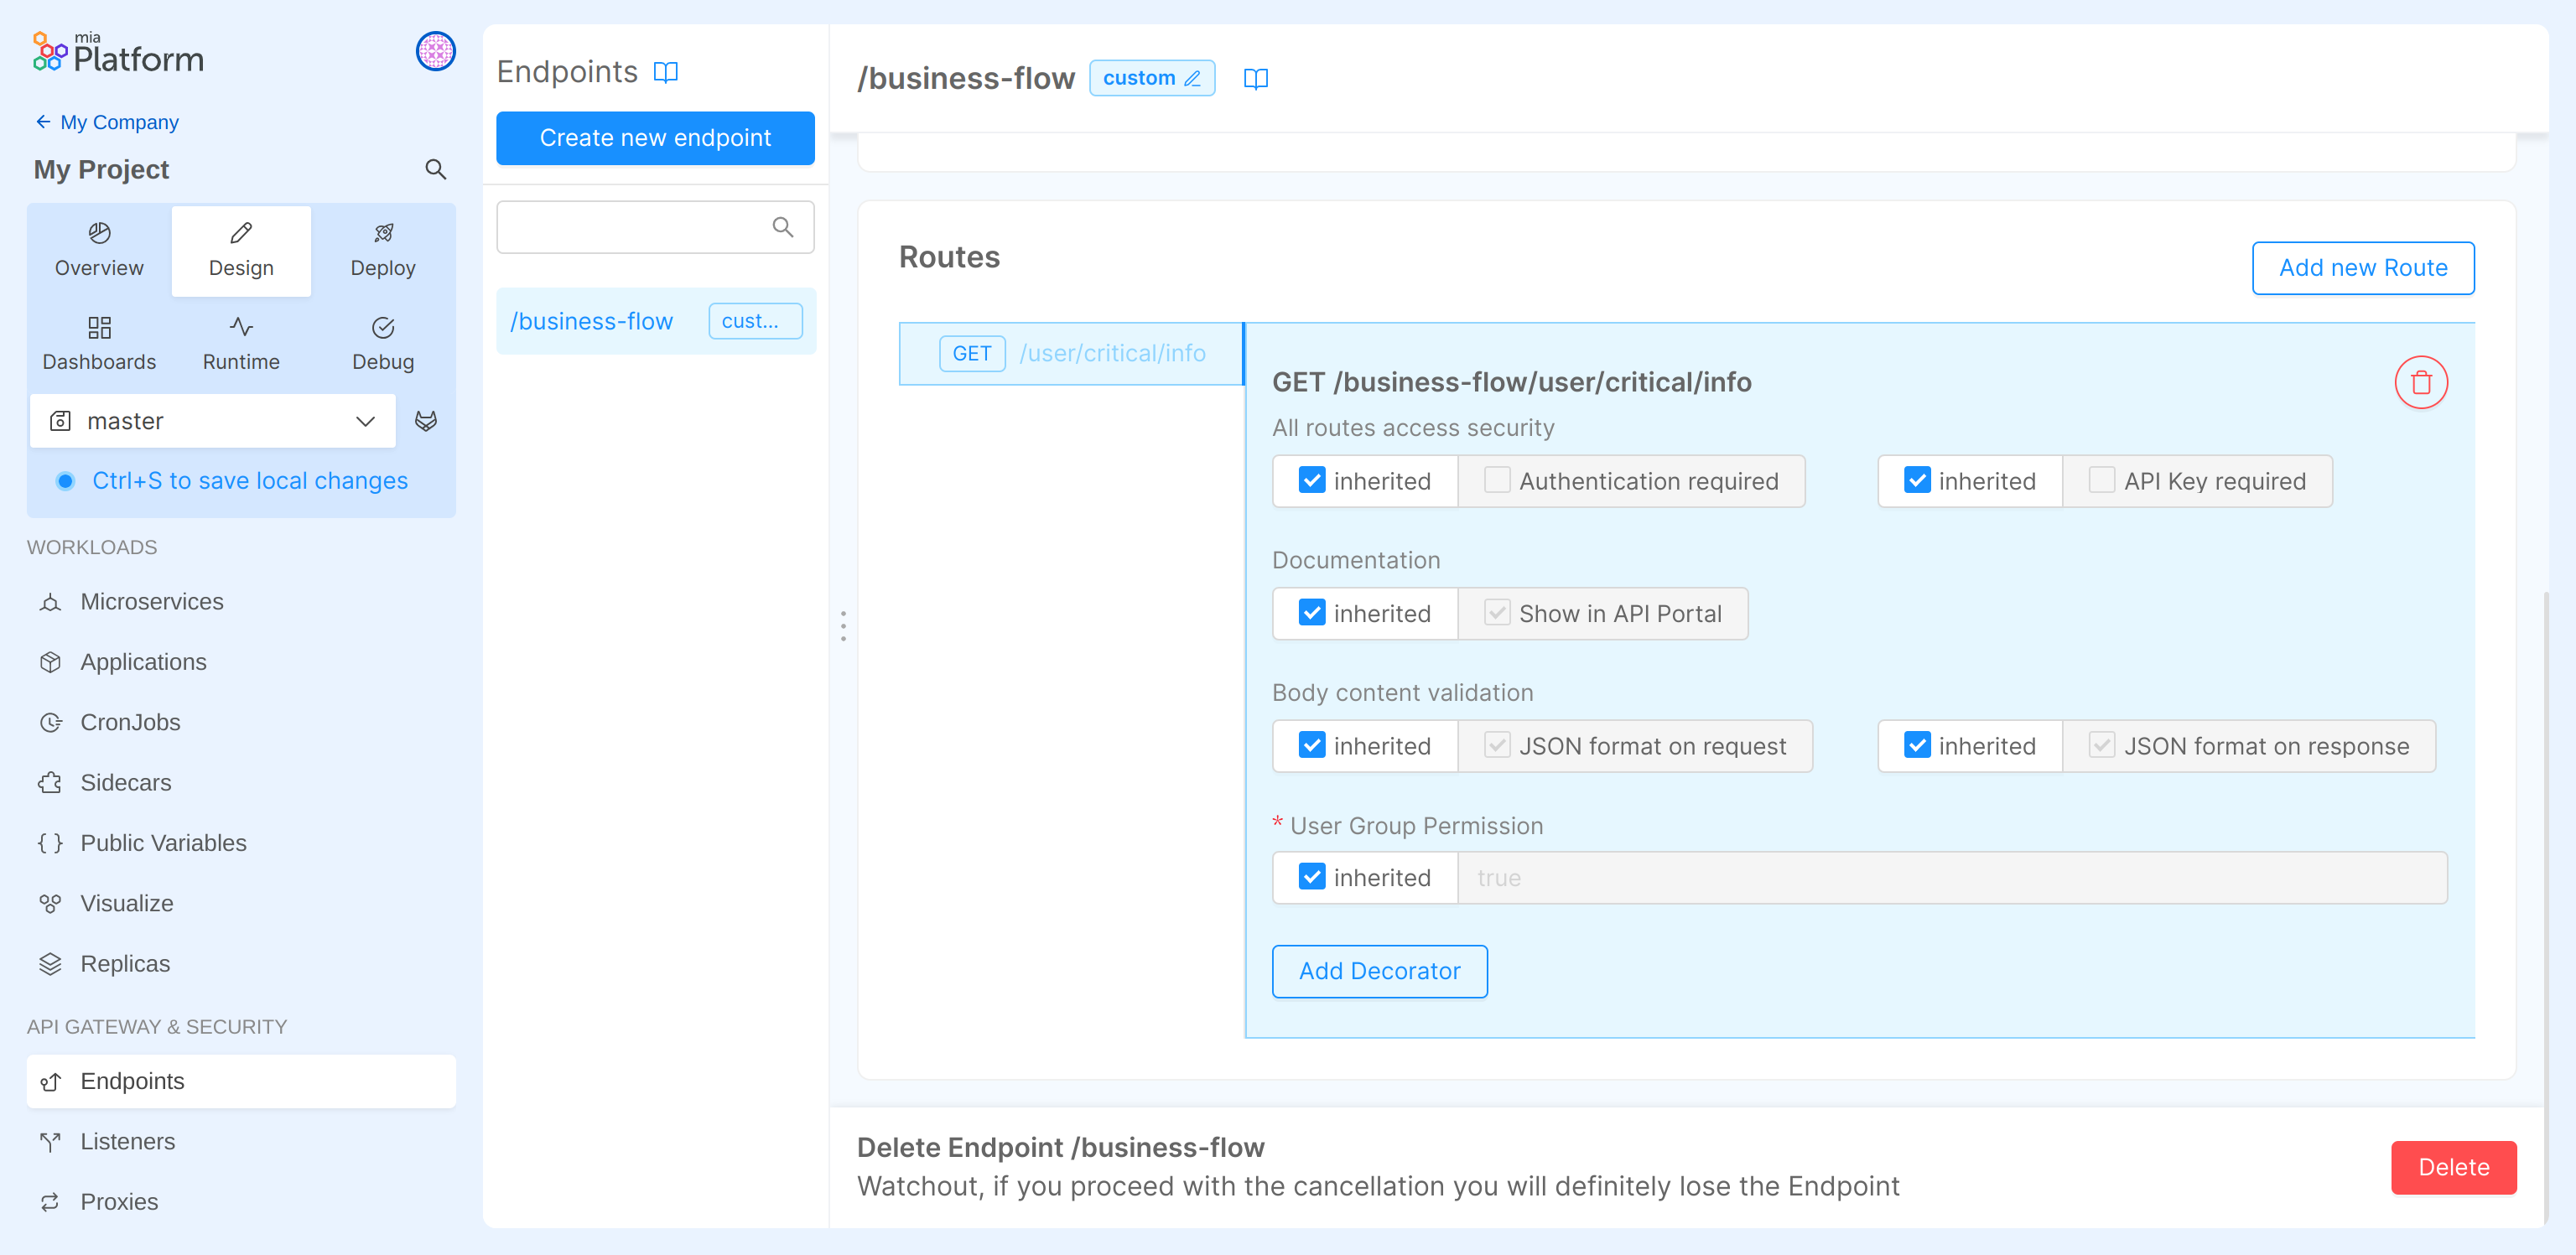 mia
Platform
My Company
My Project
Overview
Design
Deploy
Dashboards
Runtime
Debug
master
Ctrl+S to save local changes
WORKLOADS
Microservices
Applications
CronJobs
Sidecars
Public Variables
Visualize
Replicas
API GATEWAY & SECURITY
Endpoints
Listeners
Proxies
Endpoints
Create new endpoint
/business-flow cust...
/business-flow custom
Routes
Add new Route
GET /user/critical/info
GET /business-flow/user/critical/info
All routes access security
inherited Authentication required inherited API Key required
Documentation
inherited Show in API Portal
Body content validation
inherited JSON format on request inherited JSON format on response
* User Group Permission
inherited true
Add Decorator
Delete Endpoint /business-flow
Watchout, if you proceed with the cancellation you will definitely lose the Endpoint
Delete